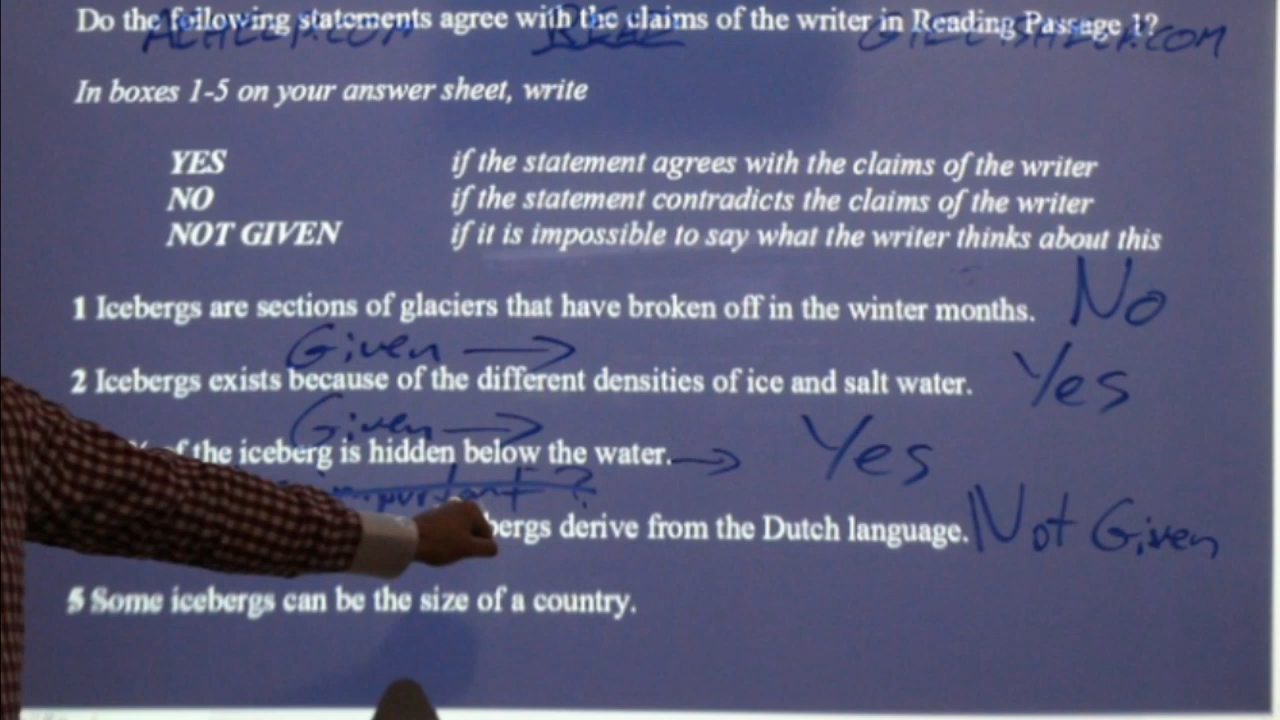 Do the following statements agree with the claims of the writer in Reading Passage 1?
AEHELP.COM GIELTSHELP.COM
In boxes 1-5 on your answer sheet, write
YES if the statement agrees with the claims of the writer
NO if the statement contradicts the claims of the writer
NOT GIVEN if it is impossible to say what the writer thinks about this
1 Icebergs are sections of glaciers that have broken off in the winter months. No
Given →
2 Icebergs exists because of the different densities of ice and salt water. Yes
Given →
of the iceberg is hidden below the water. → Yes
important?
bergs derive from the Dutch language. Not Given
5 Some icebergs can be the size of a country.